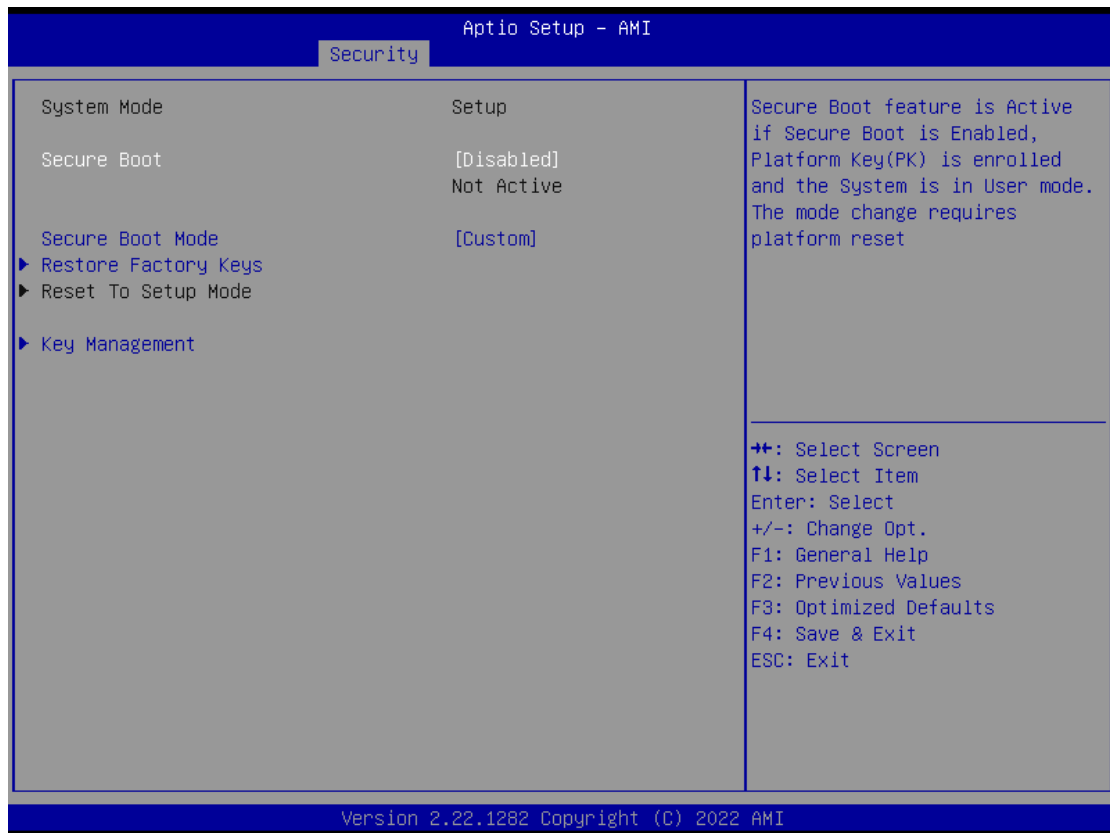 Aptio Setup – AMI
Security
System Mode Setup
Secure Boot [Disabled]
Not Active
Secure Boot Mode [Custom]
▶ Restore Factory Keys
▶ Reset To Setup Mode
▶ Key Management
Secure Boot feature is Active
if Secure Boot is Enabled,
Platform Key(PK) is enrolled
and the System is in User mode.
The mode change requires
platform reset
→←: Select Screen
↑↓: Select Item
Enter: Select
+/-: Change Opt.
F1: General Help
F2: Previous Values
F3: Optimized Defaults
F4: Save & Exit
ESC: Exit
Version 2.22.1282 Copyright (C) 2022 AMI